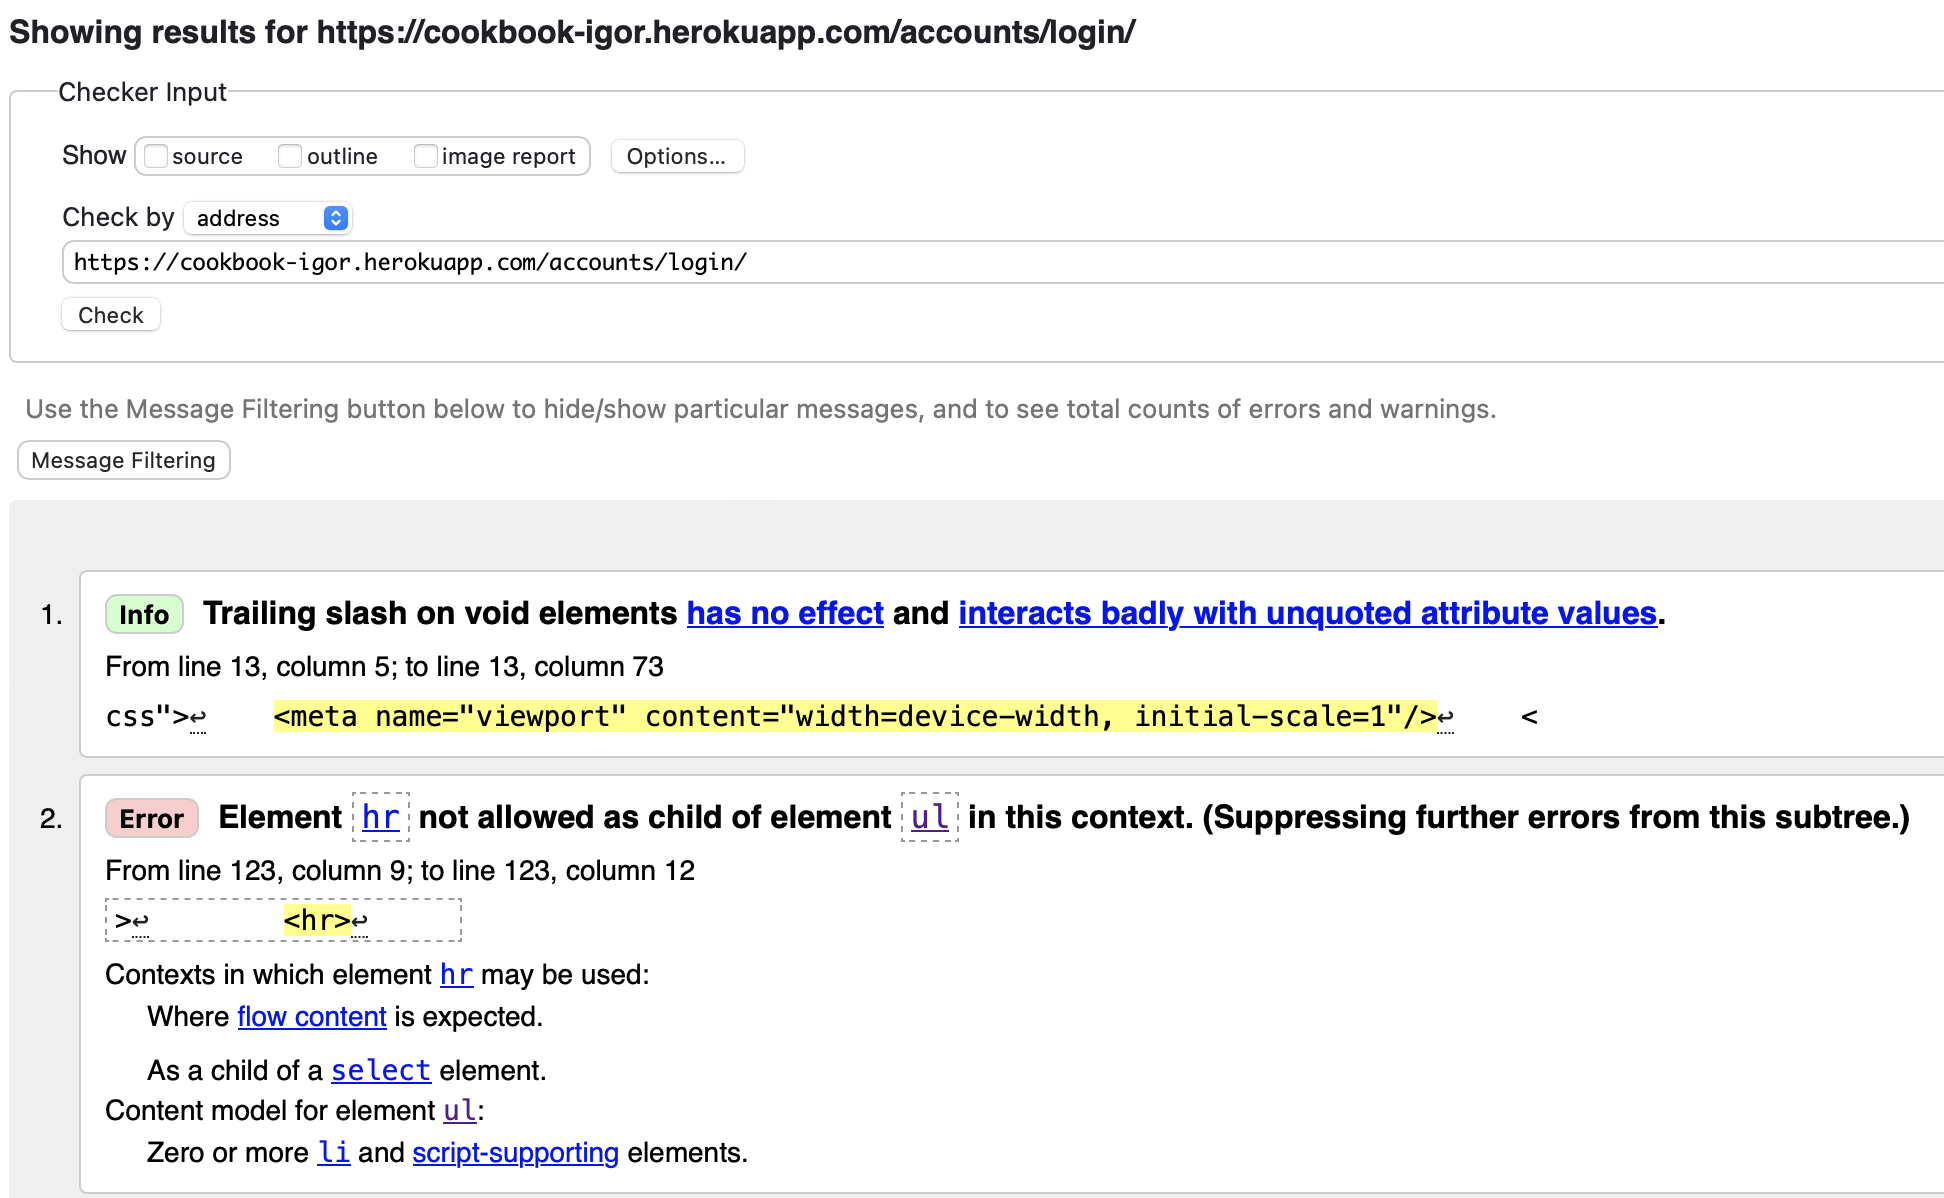 Showing results for https://cookbook-igor.herokuapp.com/accounts/login/
Checker Input
Show source outline image report Options...
Check by address
https://cookbook-igor.herokuapp.com/accounts/login/
Check
Use the Message Filtering button below to hide/show particular messages, and to see total counts of errors and warnings.
Message Filtering
1. Info Trailing slash on void elements has no effect and interacts badly with unquoted attribute values.
From line 13, column 5; to line 13, column 73
css">↩ <meta name="viewport" content="width=device-width, initial-scale=1"/>↩ <
2. Error Element hr not allowed as child of element ul in this context. (Suppressing further errors from this subtree.)
From line 123, column 9; to line 123, column 12
>↩ <hr>↩
Contexts in which element hr may be used:
Where flow content is expected.
As a child of a select element.
Content model for element ul:
Zero or more li and script-supporting elements.